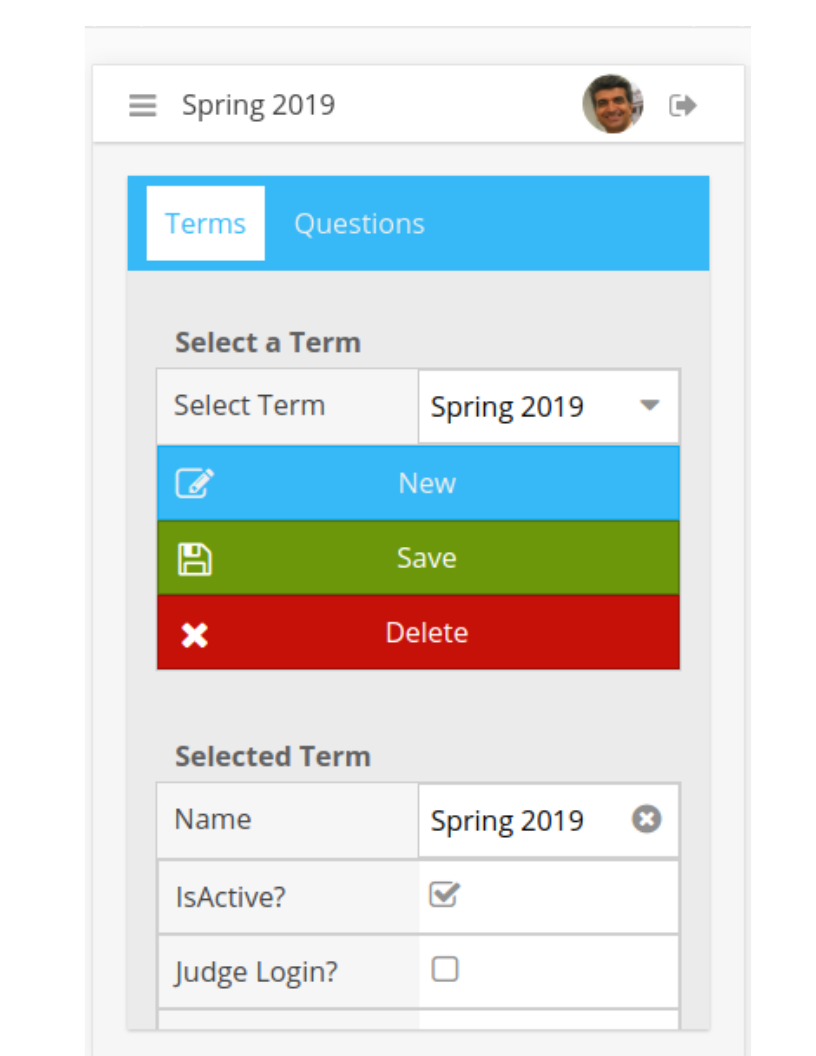 Spring 2019
Terms Questions
Select a Term
Select Term Spring 2019
New
Save
Delete
Selected Term
Name Spring 2019
IsActive?
Judge Login?